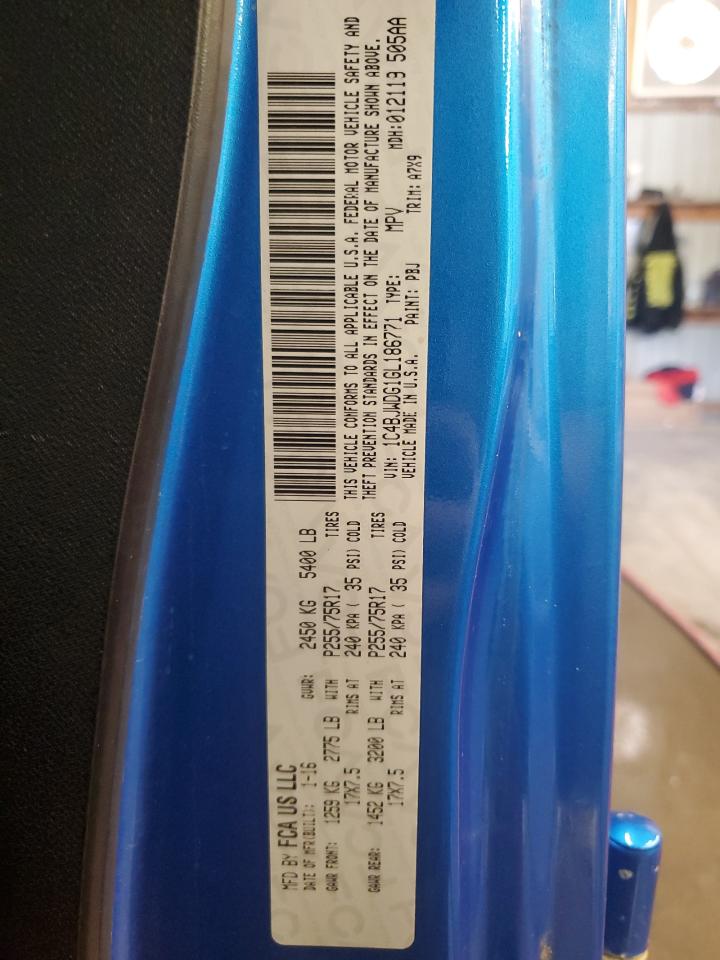 MFD BY FCA US LLC
DATE OF MFR(BUILT): 1-16 GVWR: 2450 KG 5400 LB
GAWR FRONT: 1259 KG 2775 LB WITH P255/75R17 TIRES
17X7.5 RIMS AT 240 KPA ( 35 PSI) COLD
GAWR REAR: 1452 KG 3200 LB WITH P255/75R17 TIRES
17X7.5 RIMS AT 240 KPA ( 35 PSI) COLD
THIS VEHICLE CONFORMS TO ALL APPLICABLE U.S.A. FEDERAL MOTOR VEHICLE SAFETY AND
THEFT PREVENTION STANDARDS IN EFFECT ON THE DATE OF MANUFACTURE SHOWN ABOVE.
VIN: 1C4BJWDG1GL186771 TYPE: MPV MDH:012113 505AA
VEHICLE MADE IN U.S.A. PAINT: PBJ TRIM: A7X9